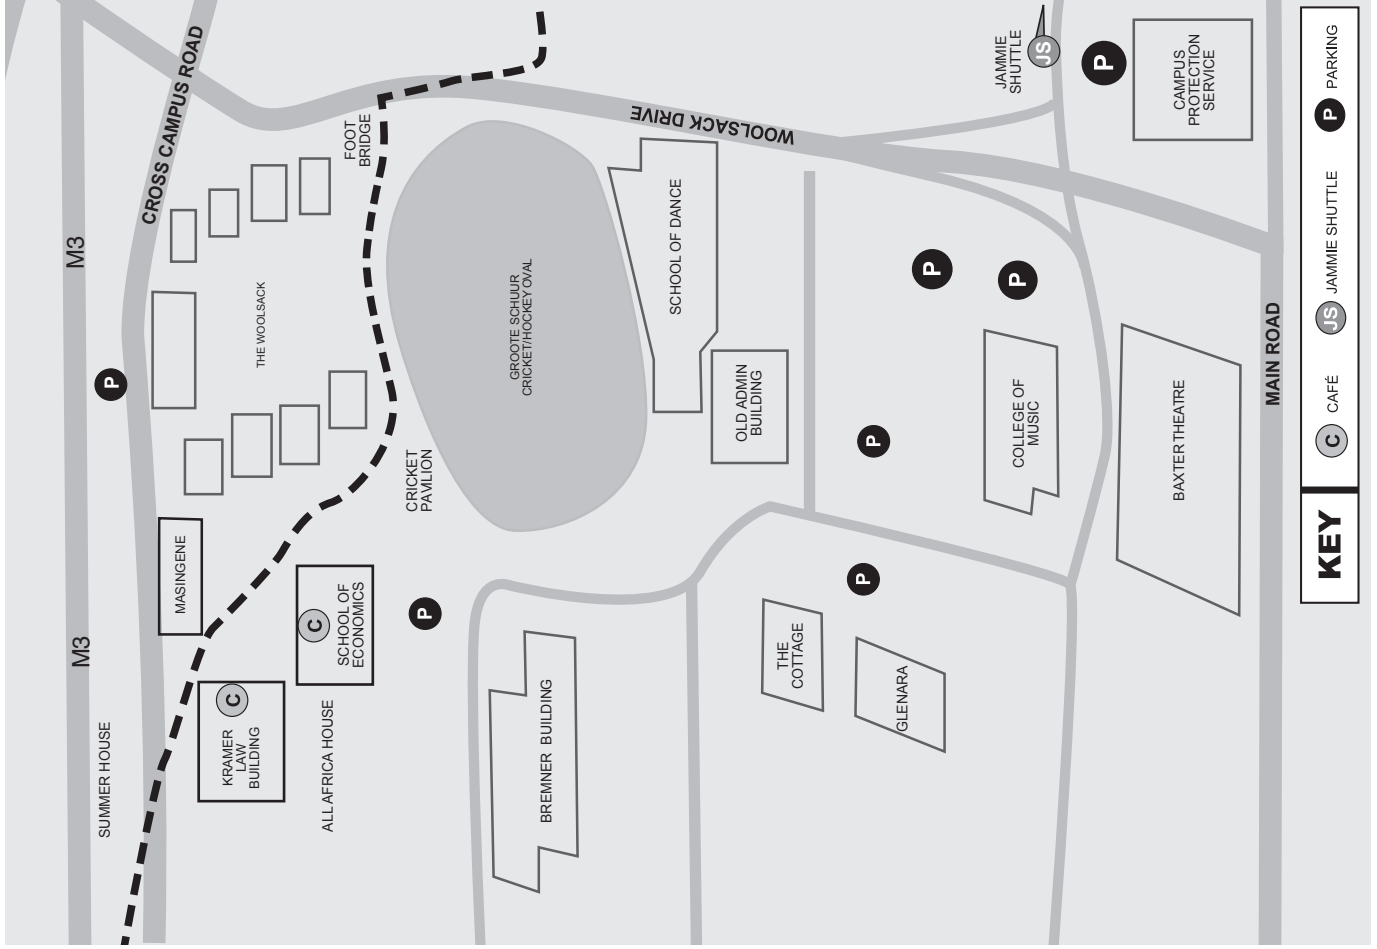 M3
M3
CROSS CAMPUS ROAD
FOOT
BRIDGE
THE WOOLSACK
P
MASINGENE
SUMMER HOUSE
C
KRAMER
LAW
BUILDING
C
SCHOOL OF
ECONOMICS
ALL AFRICA HOUSE
P
CRICKET
PAVILION
GROOTE SCHUUR
CRICKET/HOCKEY OVAL
WOOLSACK DRIVE
SCHOOL OF DANCE
OLD ADMIN
BUILDING
BREMNER BUILDING
THE
COTTAGE
GLENARA
P
P
P
P
COLLEGE OF
MUSIC
BAXTER THEATRE
JAMMIE
SHUTTLE
JS
P
CAMPUS
PROTECTION
SERVICE
MAIN ROAD
KEY
C CAFÉ
JS JAMMIE SHUTTLE
P PARKING